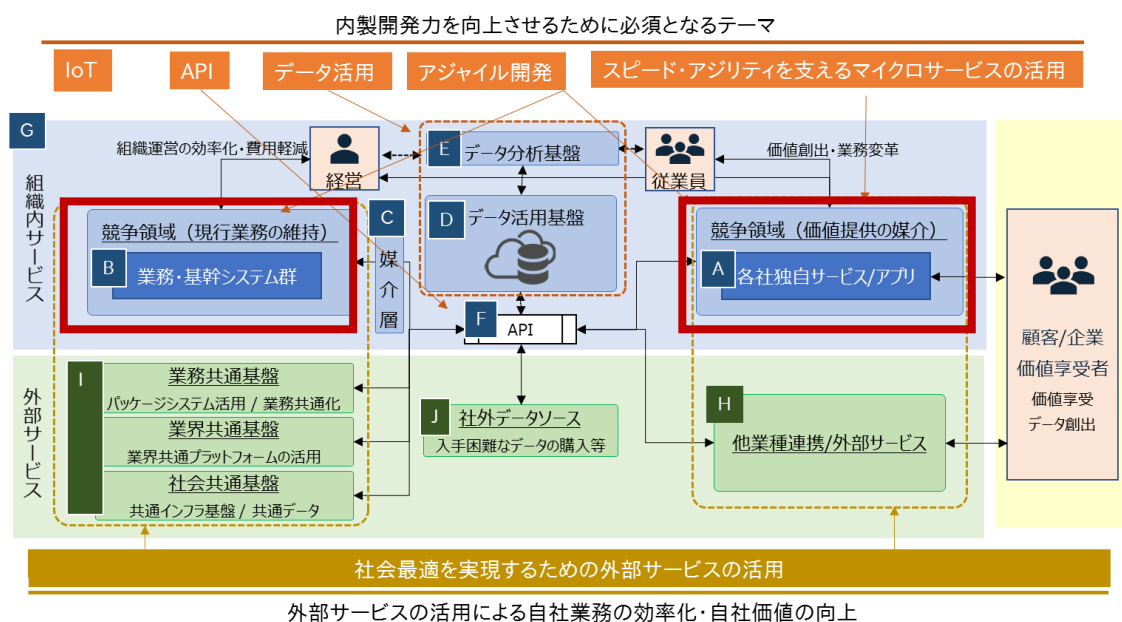 内製開発力を向上させるために必須となるテーマ
IoT
API
データ活用
アジャイル開発
スピード・アジリティを支えるマイクロサービスの活用
G
組織内サービス
組織運営の効率化・費用軽減
経営
E
データ分析基盤
従業員
価値創出・業務変革
競争領域（現行業務の維持）
B
業務・基幹システム群
C
媒介層
D
データ活用基盤
競争領域（価値提供の媒介）
A
各社独自サービス/アプリ
F
API
顧客/企業
価値享受者
価値享受
データ創出
外部サービス
I
業務共通基盤
パッケージシステム活用 / 業務共通化
業界共通基盤
業界共通プラットフォームの活用
社会共通基盤
共通インフラ基盤 / 共通データ
J
社外データソース
入手困難なデータの購入等
H
他業種連携/外部サービス
社会最適を実現するための外部サービスの活用
外部サービスの活用による自社業務の効率化・自社価値の向上